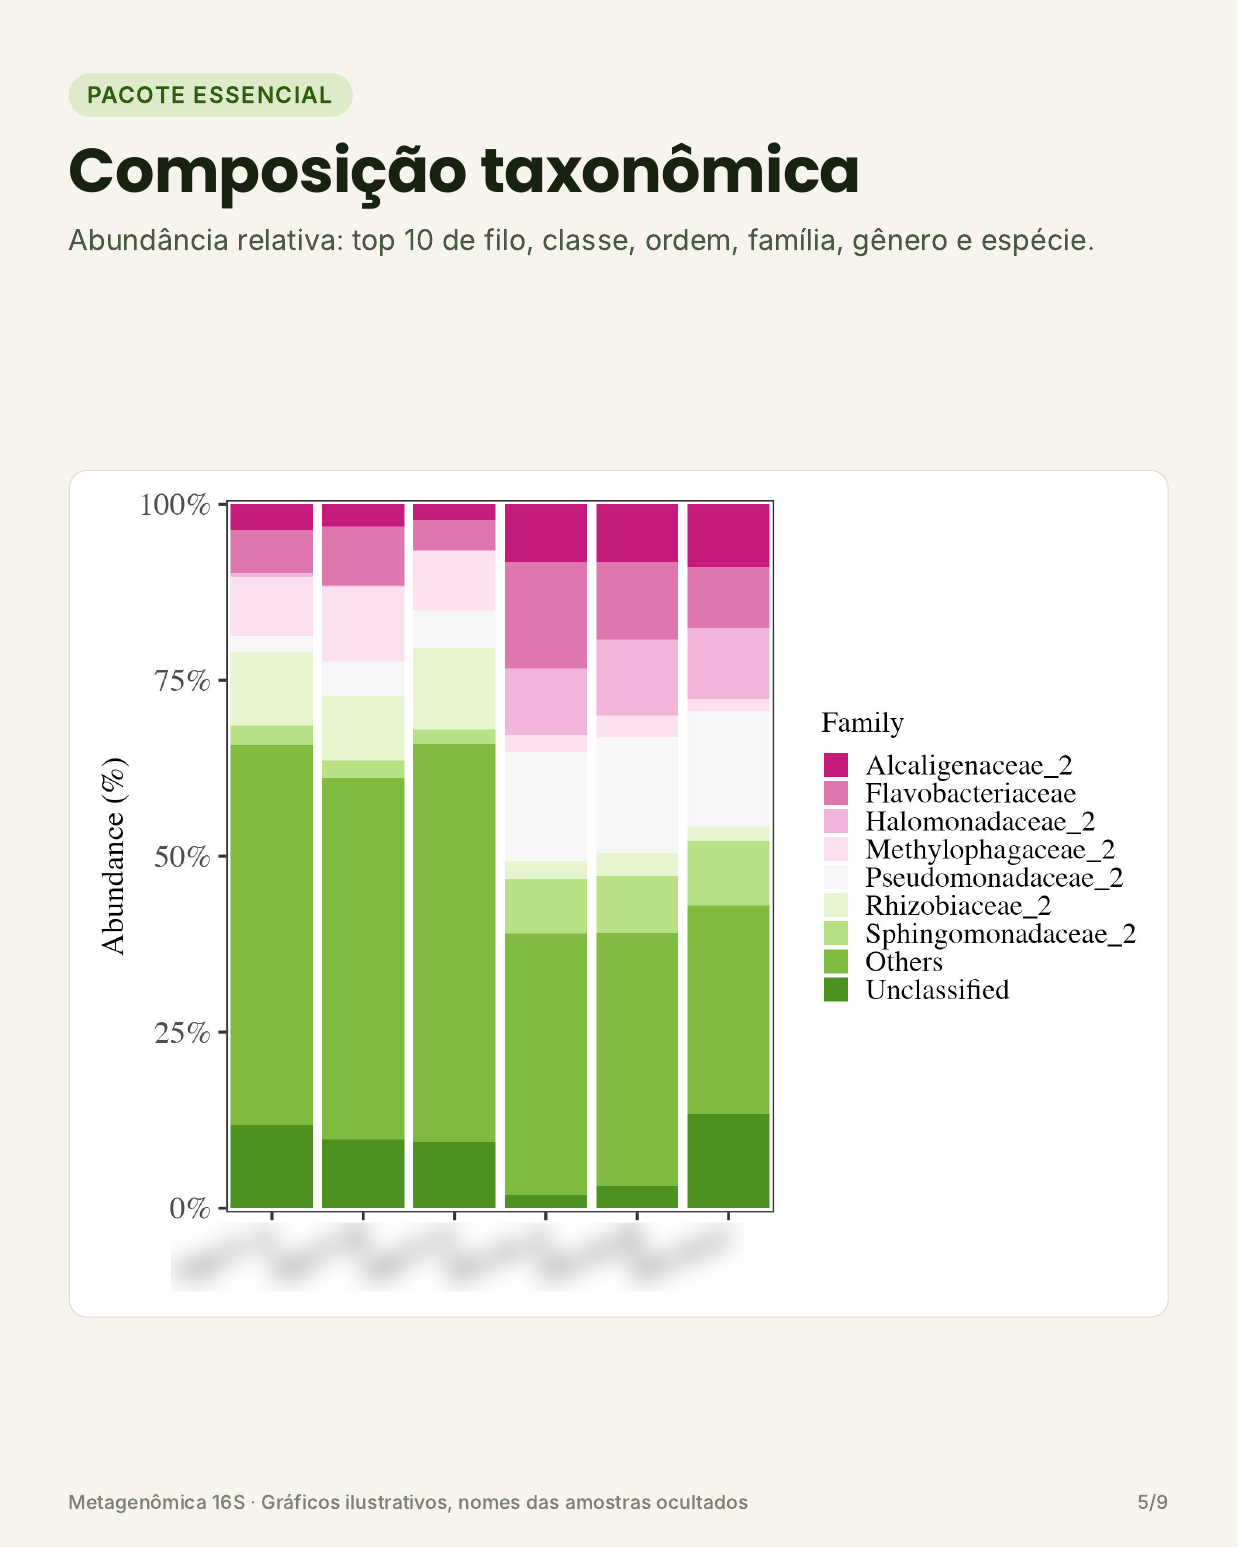 PACOTE ESSENCIAL
Composição taxonômica
Abundância relativa: top 10 de filo, classe, ordem, família, gênero e espécie.
100%
75%
50%
25%
0%
Abundance (%)
Family
Alcaligenaceae_2
Flavobacteriaceae
Halomonadaceae_2
Methylophagaceae_2
Pseudomonadaceae_2
Rhizobiaceae_2
Sphingomonadaceae_2
Others
Unclassified
Metagenômica 16S · Gráficos ilustrativos, nomes das amostras ocultados
5/9